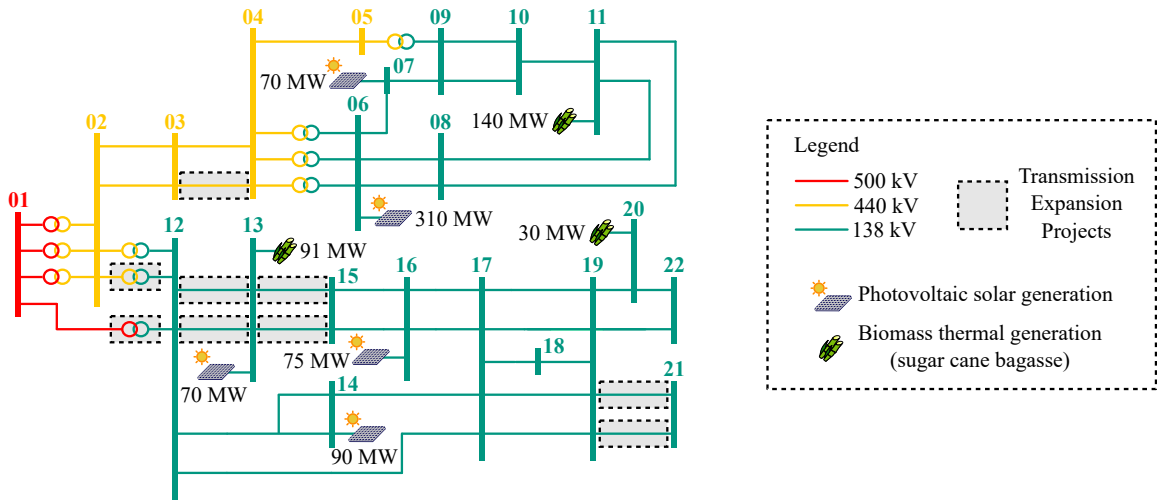 04
05
09
10
11
70 MW
07
02
03
06
08
140 MW
Legend
500 kV
440 kV
138 kV
Transmission
Expansion
Projects
01
12
13
310 MW
20
91 MW
30 MW
15
16
17
19
22
Photovoltaic solar generation
Biomass thermal generation
(sugar cane bagasse)
75 MW
18
70 MW
14
21
90 MW